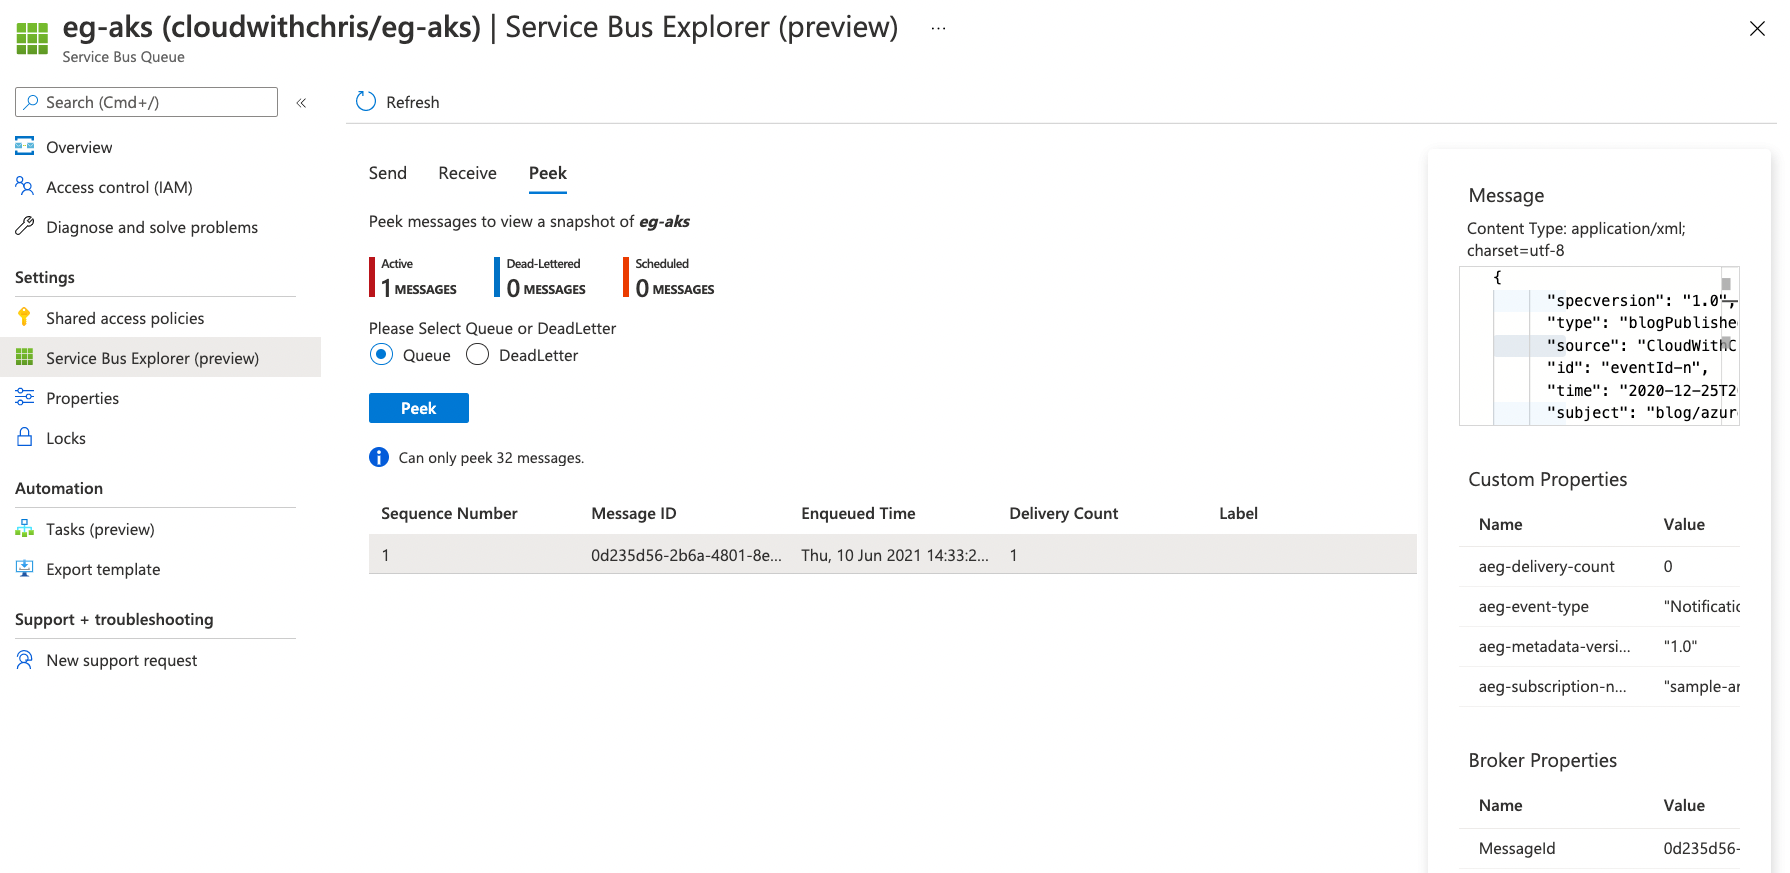 eg-aks (cloudwithchris/eg-aks) | Service Bus Explorer (preview) ...
Service Bus Queue
Search (Cmd+/)
«
Overview
Access control (IAM)
Diagnose and solve problems
Settings
Shared access policies
Service Bus Explorer (preview)
Properties
Locks
Automation
Tasks (preview)
Export template
Support + troubleshooting
New support request
Refresh
Send Receive Peek
Peek messages to view a snapshot of eg-aks
Active Dead-Lettered Scheduled
1 MESSAGES 0 MESSAGES 0 MESSAGES
Please Select Queue or DeadLetter
Queue DeadLetter
Peek
Can only peek 32 messages.
Sequence Number Message ID Enqueued Time Delivery Count Label
1 0d235d56-2b6a-4801-8e... Thu, 10 Jun 2021 14:33:2... 1
Message
Content Type: application/xml;
charset=utf-8
{
"specversion": "1.0",
"type": "blogPublishe
"source": "CloudWithC
"id": "eventId-n",
"time": "2020-12-25T2
"subject": "blog/azur
Custom Properties
Name Value
aeg-delivery-count 0
aeg-event-type "Notificatio
aeg-metadata-versi... "1.0"
aeg-subscription-n... "sample-ar
Broker Properties
Name Value
MessageId 0d235d56-